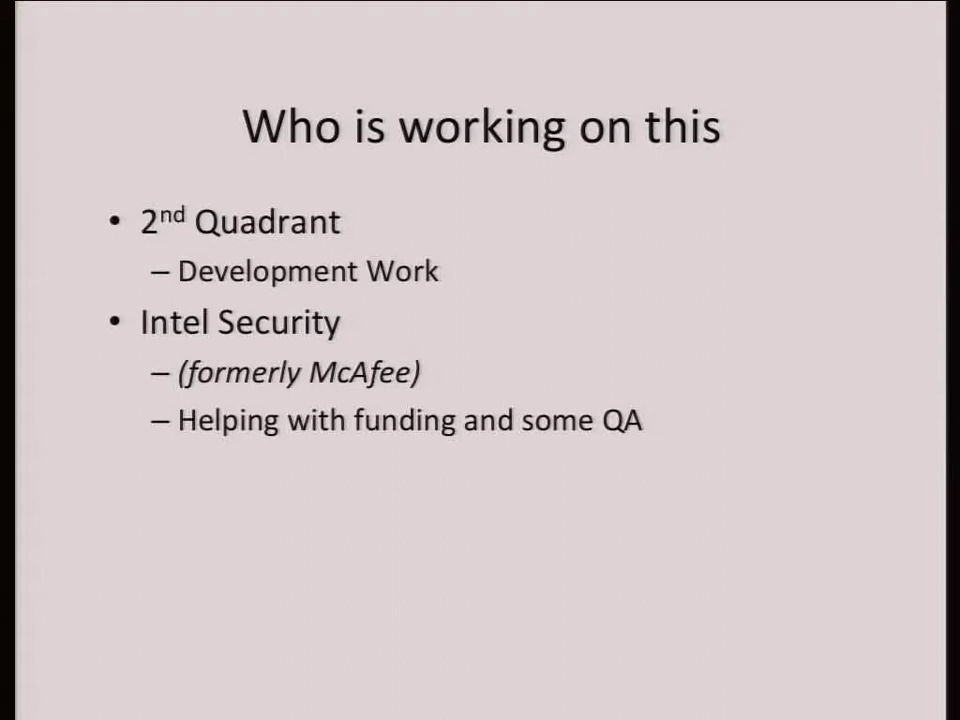 Who is working on this
• 2nd Quadrant
– Development Work
• Intel Security
– (formerly McAfee)
– Helping with funding and some QA